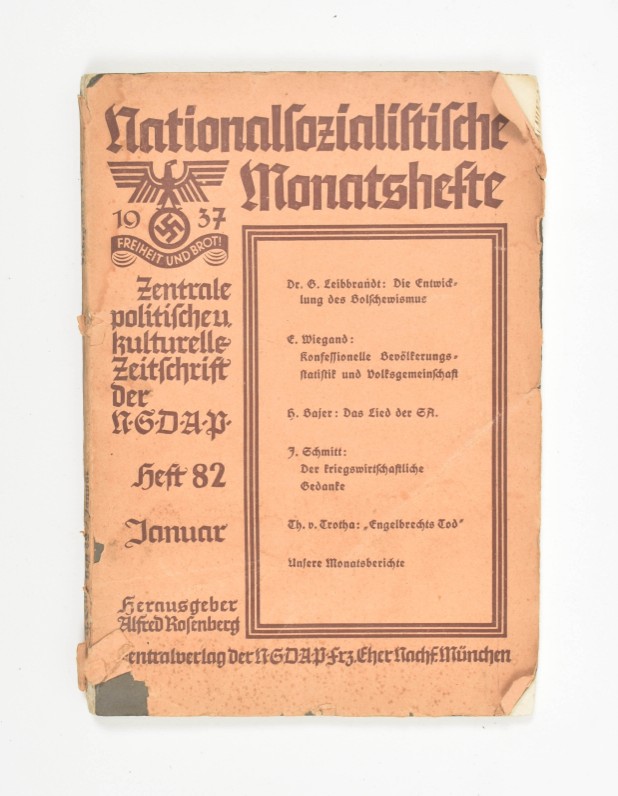 Nationalsozialistische
Monatshefte
1937
FREIHEIT UND BROT!
Zentrale
politische u.
kulturelle
Zeitschrift
der
N·S·D·A·P·
Heft 82
Januar
Herausgeber
Alfred Rosenberg
Dr. G. Leibbrandt: Die Entwick-
lung des Bolschewismus
E. Wiegand:
Konfessionelle Bevölkerungs-
statistik und Volksgemeinschaft
H. Bajer: Das Lied der SA.
J. Schmitt:
Der kriegswirtschaftliche
Gedanke
Th. v. Trotha: „Engelbrechts Tod"
Unsere Monatsberichte
entralverlag der N·S·D·A·P· Frz. Eher Nachf. München